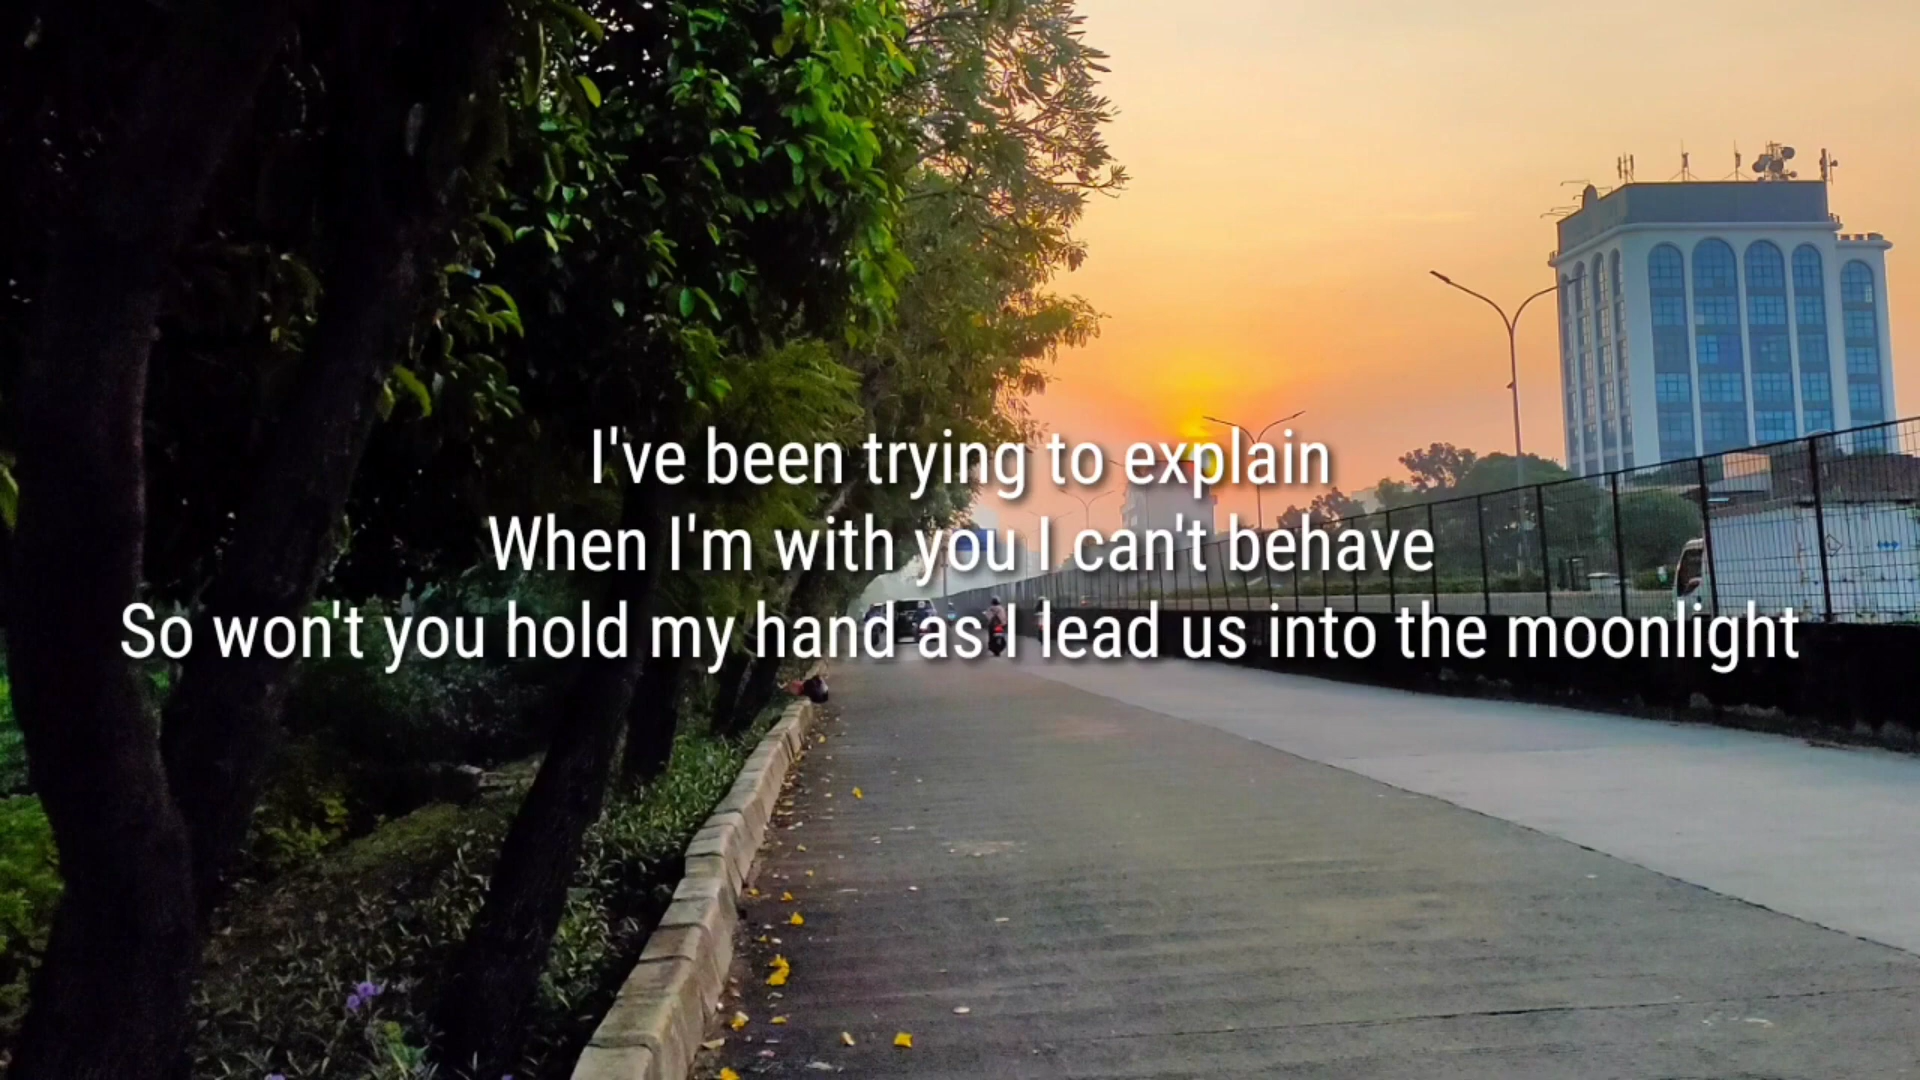 I've been trying to explain
When I'm with you I can't behave
So won't you hold my hand as I lead us into the moonlight